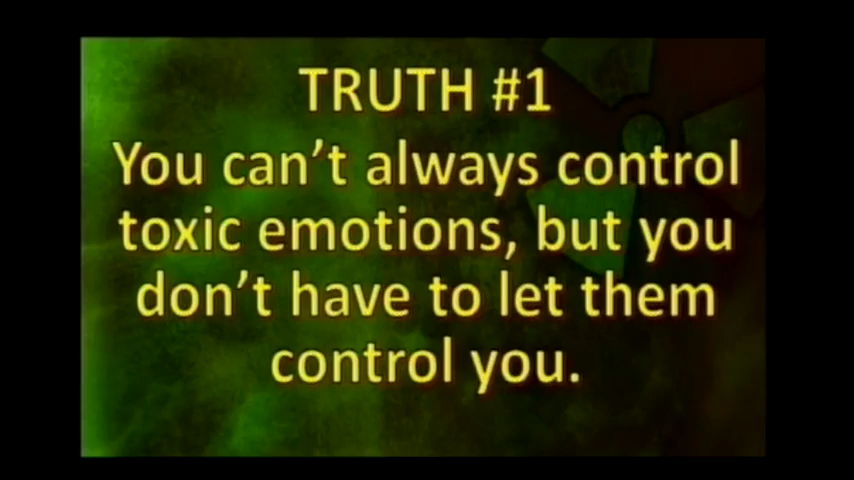 TRUTH #1
You can’t always control
toxic emotions, but you
don’t have to let them
control you.